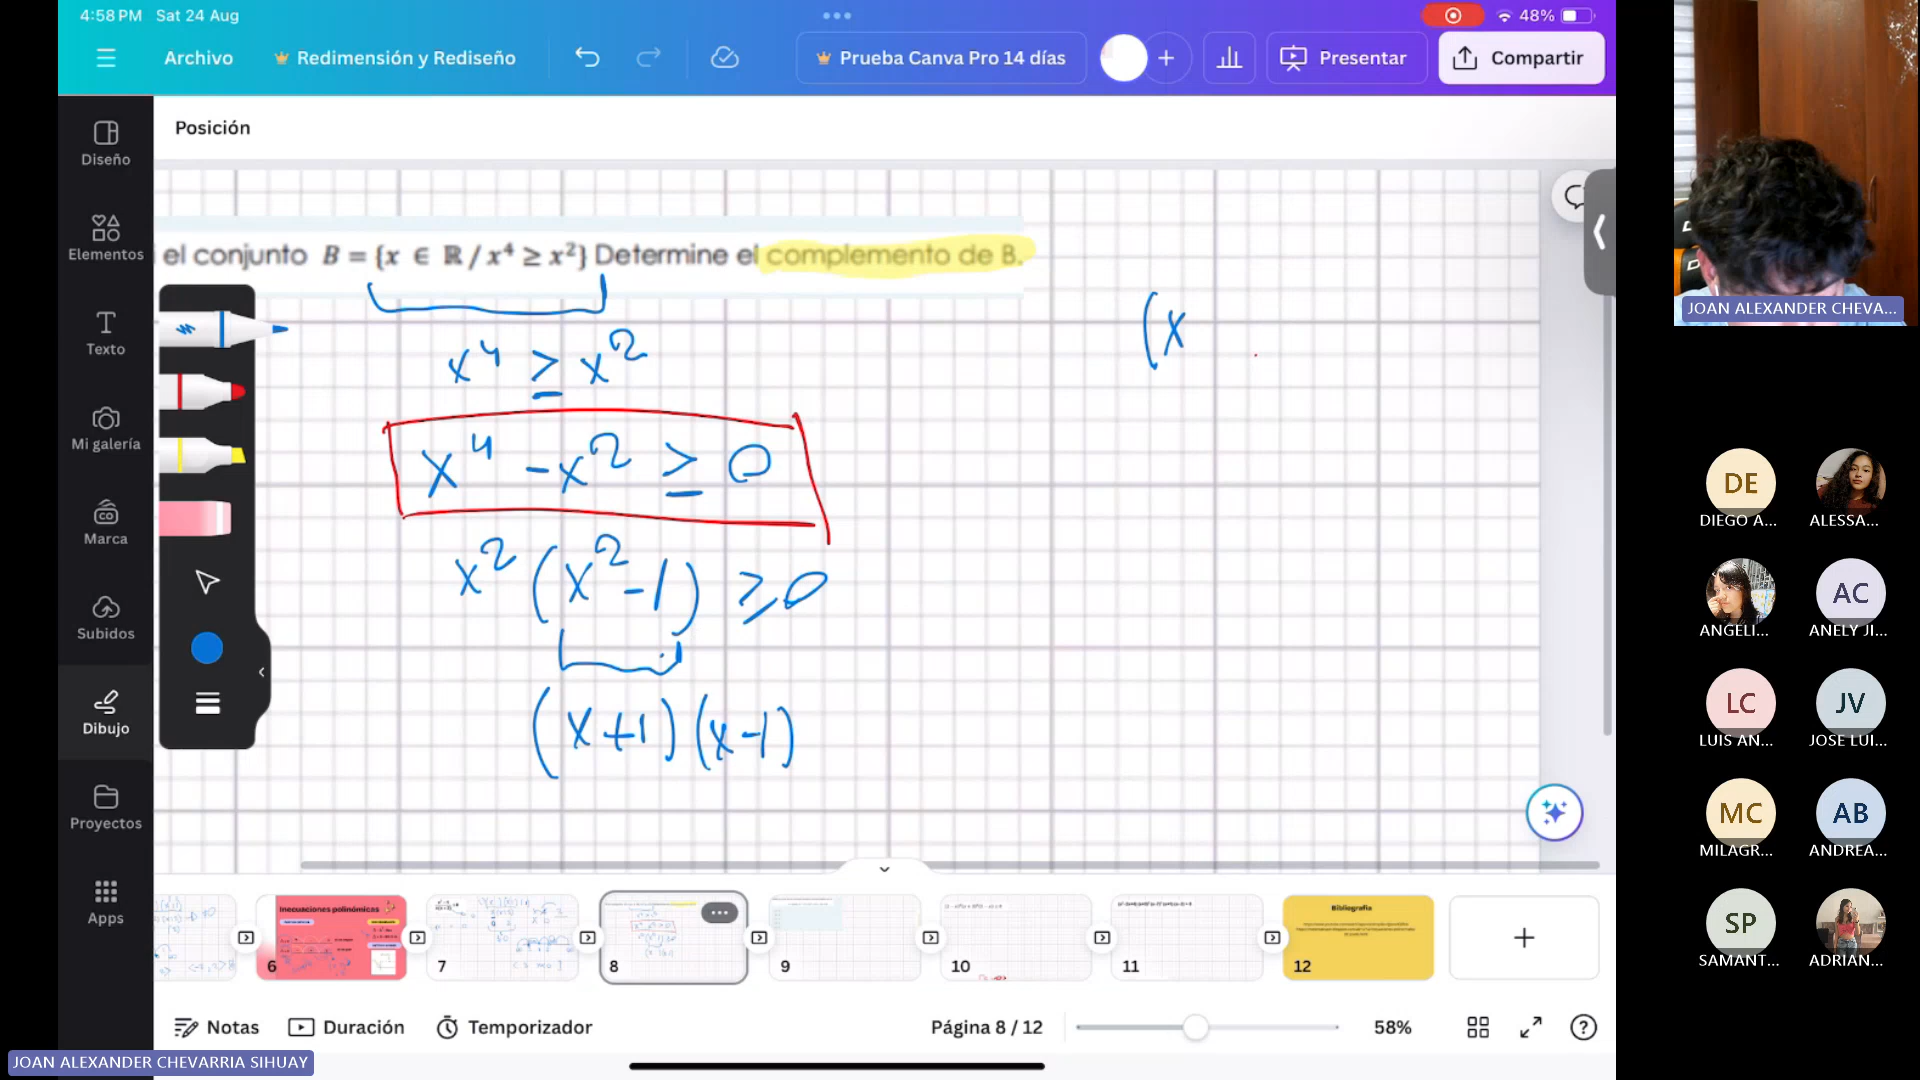 4:58 PM Sat 24 Aug
48%
Archivo
Redimensión y Rediseño
Prueba Canva Pro 14 días
Presentar
Compartir
Posición
Diseño
Elementos
Texto
Mi galería
Marca
Subidos
Dibujo
Proyectos
Apps
el conjunto B = {x ∈ ℝ / x⁴ ≥ x²} Determine el complemento de B.
x⁴ ≥ x²
x⁴ - x² ≥ 0
x² (x² - 1) ≥ 0
(x + 1) (x - 1)
(x
Inecuaciones polinómicas
Bibliografía
6
7
8
9
10
11
12
Notas
Duración
Temporizador
Página 8 / 12
58%
JOAN ALEXANDER CHEVARRIA SIHUAY
JOAN ALEXANDER CHEVA...
DE
DIEGO A...
ALESSA...
ANGELI...
AC
ANELY JI...
LC
LUIS AN...
JV
JOSE LUI...
MC
MILAGR...
AB
ANDREA...
SP
SAMANT...
ADRIAN...